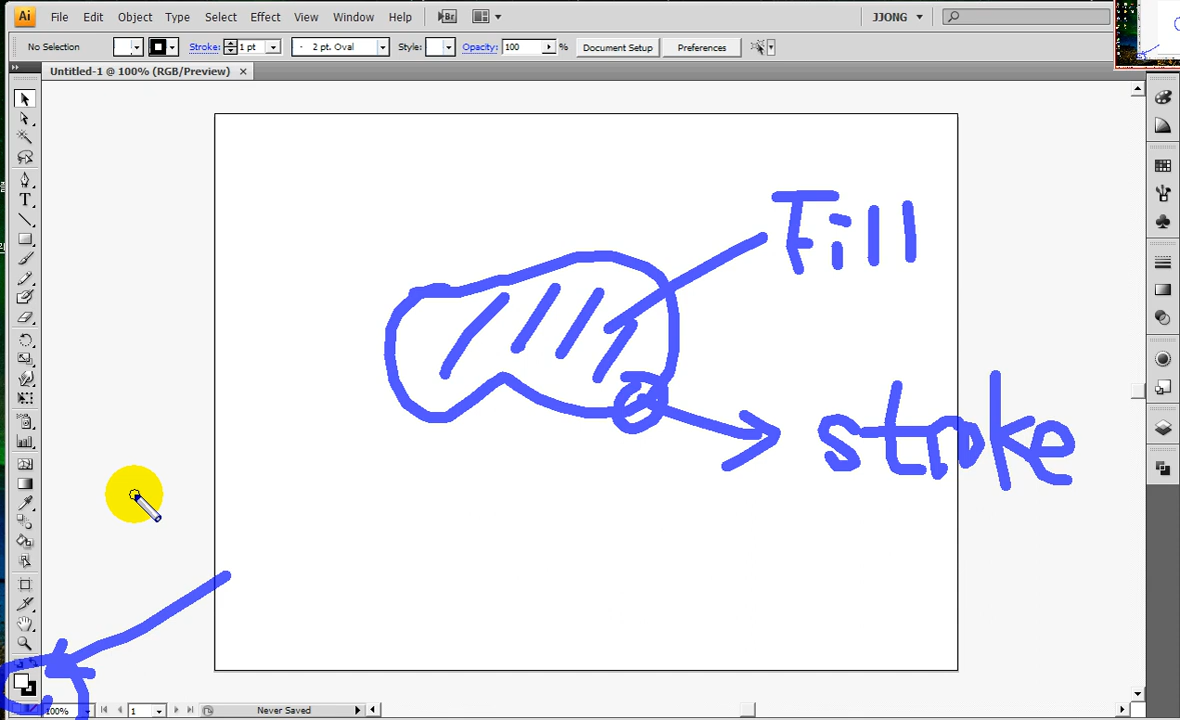 Ai File Edit Object Type Select Effect View Window Help Br JJONG
No Selection Stroke: 1 pt 2 pt. Oval Style: Opacity: 100 % Document Setup Preferences
Untitled-1 @ 100% (RGB/Preview) ×
T
Fill
stroke
100% 1 Never Saved